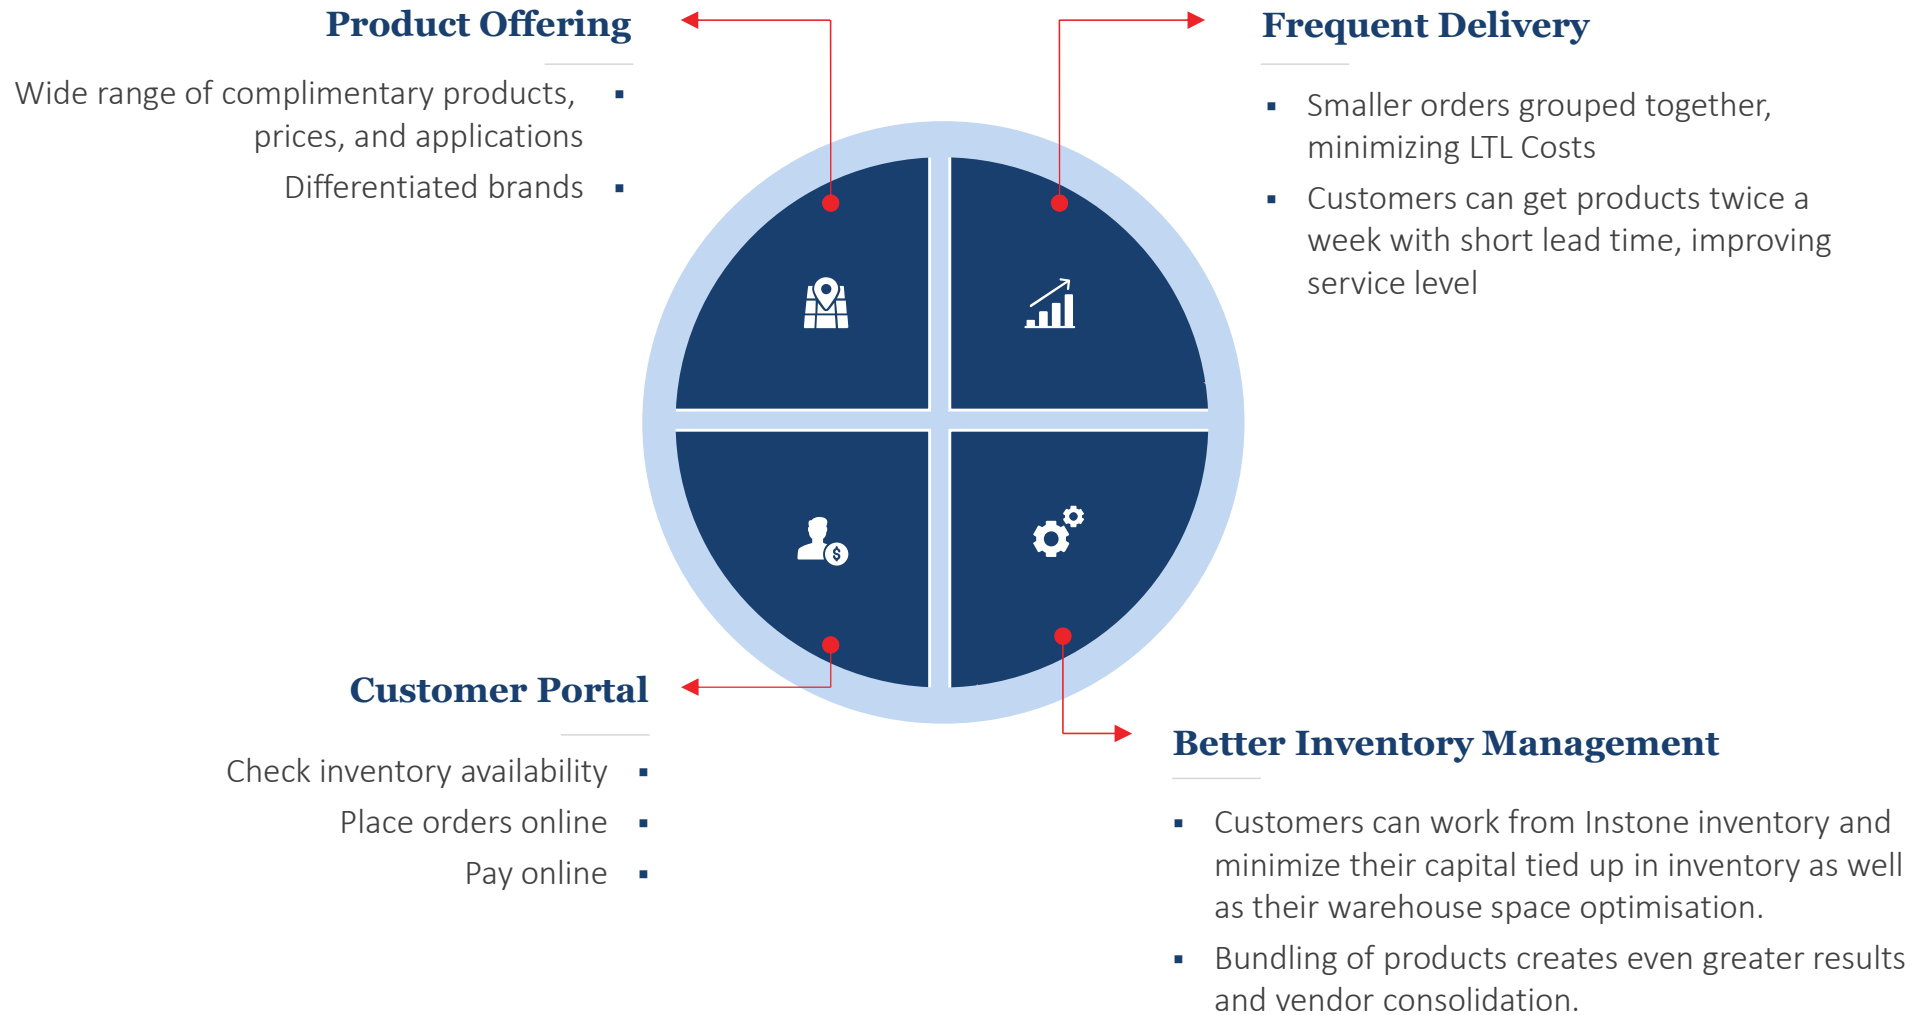 Product Offering
Wide range of complimentary products,
prices, and applications
Differentiated brands
Frequent Delivery
Smaller orders grouped together,
minimizing LTL Costs
Customers can get products twice a
week with short lead time, improving
service level
$
Customer Portal
Check inventory availability
Place orders online
Pay online
Better Inventory Management
Customers can work from Instone inventory and
minimize their capital tied up in inventory as well
as their warehouse space optimisation.
Bundling of products creates even greater results
and vendor consolidation.